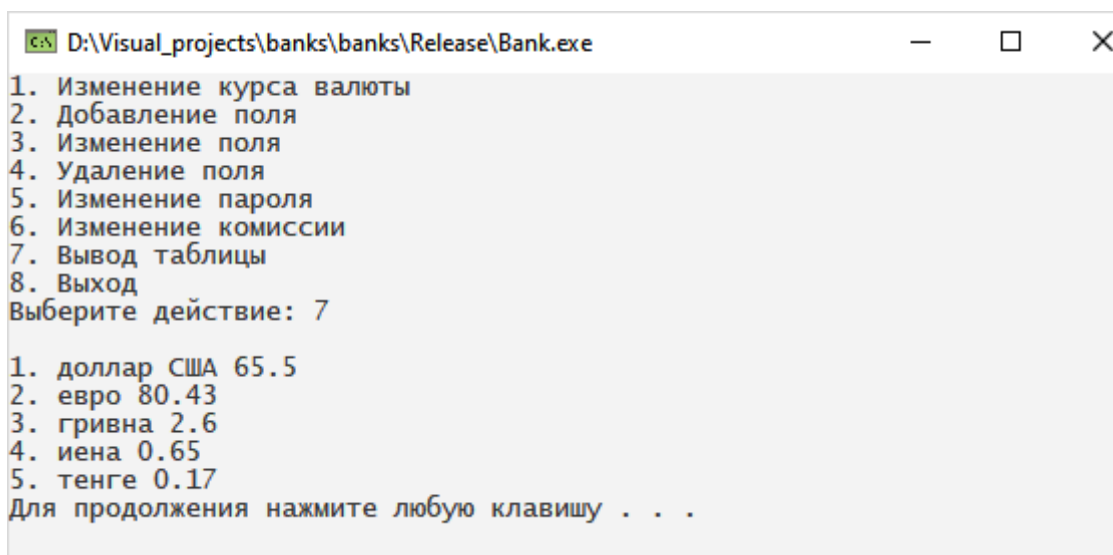 D:\Visual_projects\banks\banks\Release\Bank.exe
1. Изменение курса валюты
2. Добавление поля
3. Изменение поля
4. Удаление поля
5. Изменение пароля
6. Изменение комиссии
7. Вывод таблицы
8. Выход
Выберите действие: 7
1. доллар США 65.5
2. евро 80.43
3. гривна 2.6
4. иена 0.65
5. тенге 0.17
Для продолжения нажмите любую клавишу . . .